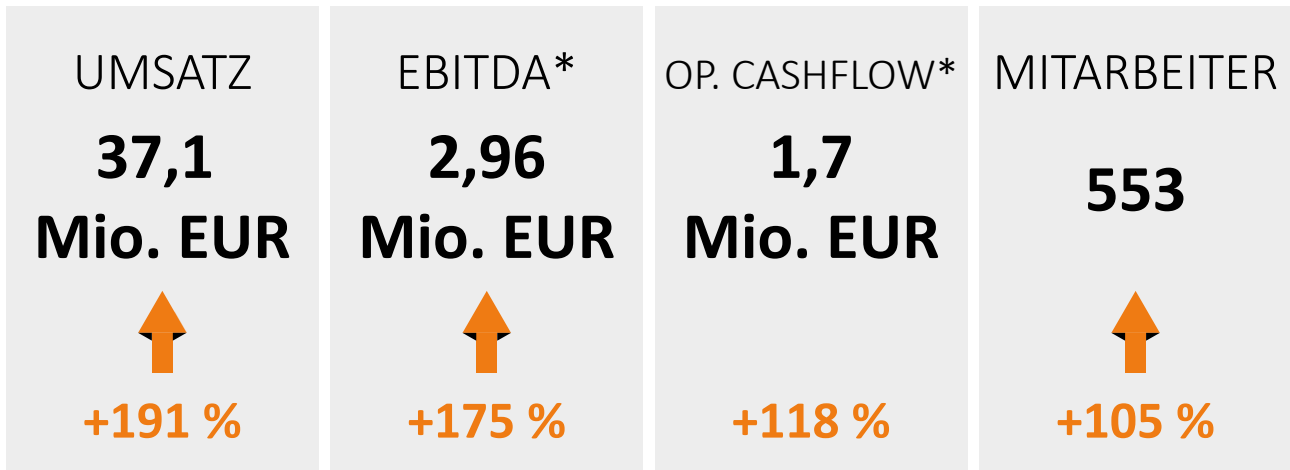 UMSATZ
37,1
Mio. EUR
+191 %
EBITDA*
2,96
Mio. EUR
+175 %
OP. CASHFLOW*
1,7
Mio. EUR
+118 %
MITARBEITER
553
+105 %